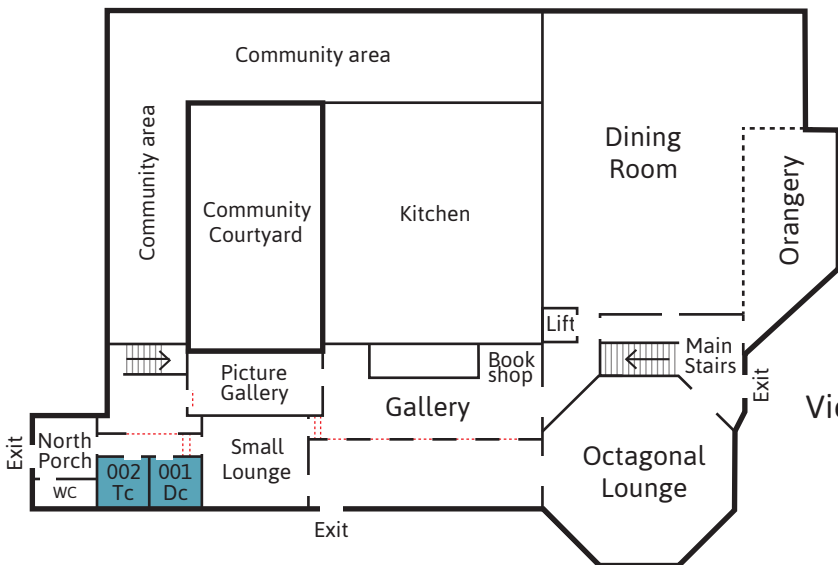 Community area
Community area
Dining
Room
Orangery
Community
Courtyard
Kitchen
Lift
Main
Stairs
Book
shop
Picture
Gallery
Gallery
Exit
Vie
North
Porch
Exit
WC
002
Tc
001
Dc
Small
Lounge
Octagonal
Lounge
Exit